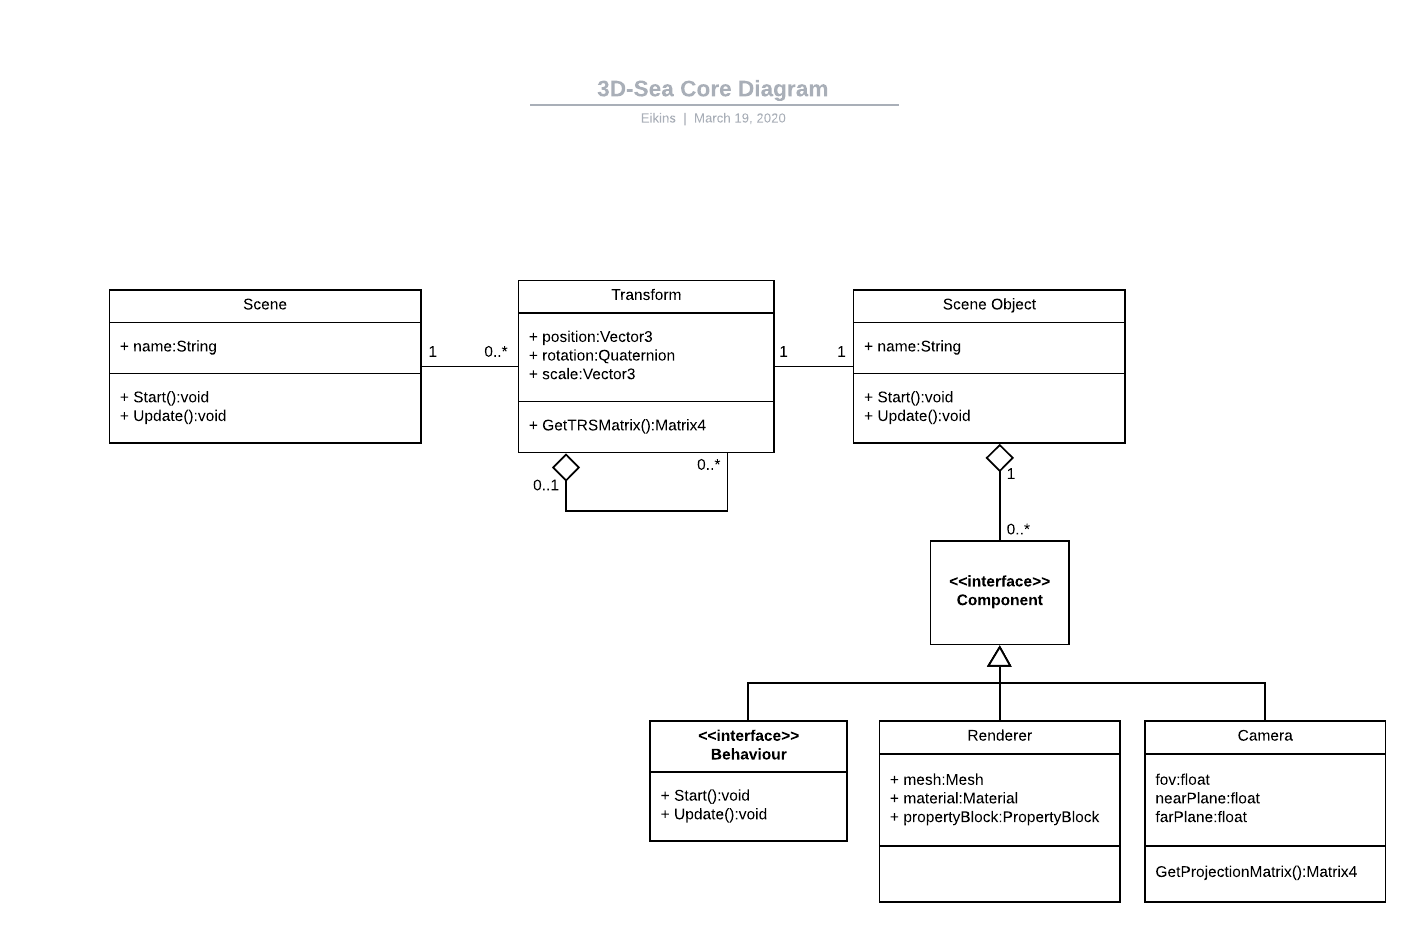 3D-Sea Core Diagram
Eikins | March 19, 2020
Scene
+ name:String
+ Start():void
+ Update():void
1
0..*
Transform
+ position:Vector3
+ rotation:Quaternion
+ scale:Vector3
+ GetTRSMatrix():Matrix4
0..1
0..*
1
1
Scene Object
+ name:String
+ Start():void
+ Update():void
1
0..*
<<interface>>
Component
<<interface>>
Behaviour
+ Start():void
+ Update():void
Renderer
+ mesh:Mesh
+ material:Material
+ propertyBlock:PropertyBlock
Camera
fov:float
nearPlane:float
farPlane:float
GetProjectionMatrix():Matrix4